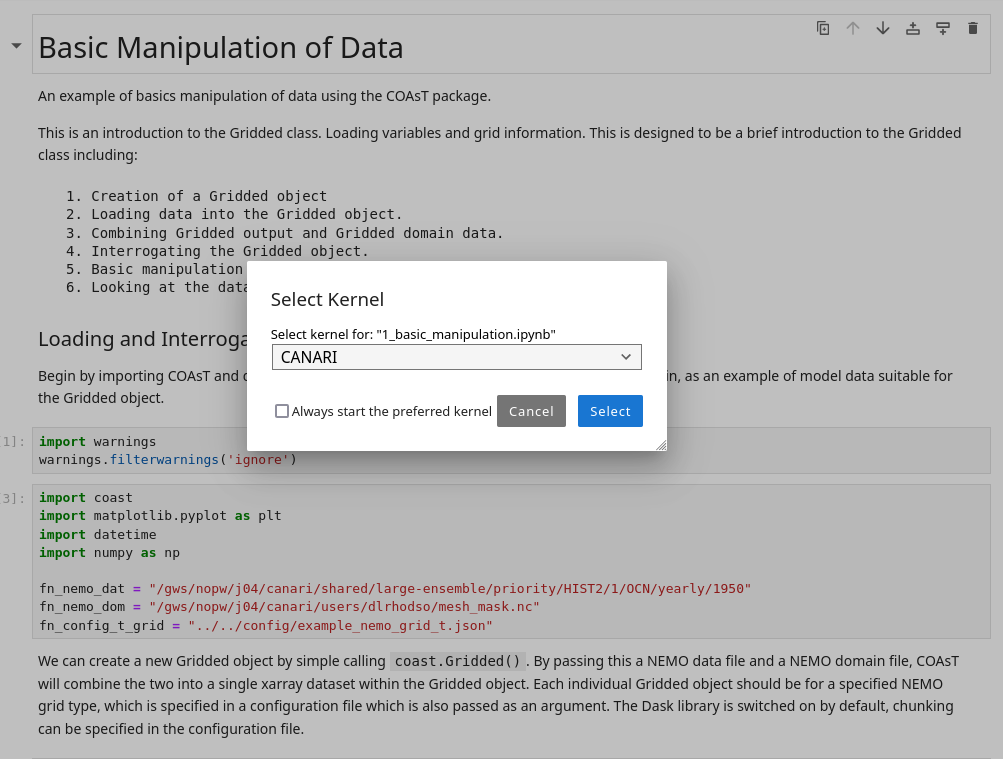 Basic Manipulation of Data
An example of basics manipulation of data using the COAsT package.
This is an introduction to the Gridded class. Loading variables and grid information. This is designed to be a brief introduction to the Gridded
class including:
1. Creation of a Gridded object
2. Loading data into the Gridded object.
3. Combining Gridded output and Gridded domain data.
4. Interrogating the Gridded object.
5. Basic manipulation
6. Looking at the data
Select Kernel
Select kernel for: "1_basic_manipulation.ipynb"
CANARI
Always start the preferred kernel
Cancel
Select
Loading and Interroga
Begin by importing COAsT and
in, as an example of model data suitable for
the Gridded object.
1]:
import warnings
warnings.filterwarnings('ignore')
3]:
import coast
import matplotlib.pyplot as plt
import datetime
import numpy as np
fn_nemo_dat = "/gws/nopw/j04/canari/shared/large-ensemble/priority/HIST2/1/OCN/yearly/1950"
fn_nemo_dom = "/gws/nopw/j04/canari/users/dlrhodso/mesh_mask.nc"
fn_config_t_grid = "../../config/example_nemo_grid_t.json"
We can create a new Gridded object by simple calling coast.Gridded() . By passing this a NEMO data file and a NEMO domain file, COAsT
will combine the two into a single xarray dataset within the Gridded object. Each individual Gridded object should be for a specified NEMO
grid type, which is specified in a configuration file which is also passed as an argument. The Dask library is switched on by default, chunking
can be specified in the configuration file.